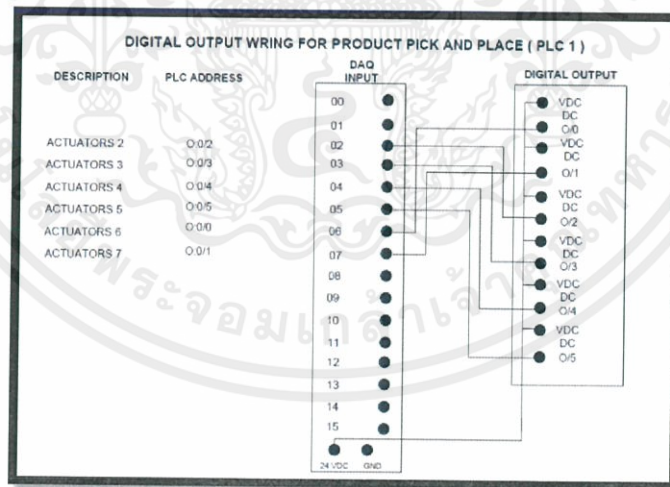 DIGITAL OUTPUT WRING FOR PRODUCT PICK AND PLACE ( PLC 1 )
DESCRIPTION
PLC ADDRESS
DAQ
INPUT
DIGITAL OUTPUT
ACTUATORS 2 O:0/2
ACTUATORS 3 O:0/3
ACTUATORS 4 O:0/4
ACTUATORS 5 O:0/5
ACTUATORS 6 O:0/0
ACTUATORS 7 O:0/1
00
01
02
03
04
05
06
07
08
09
10
11
12
13
14
15
24 VDC GND
VDC
DC
O/0
VDC
DC
O/1
VDC
DC
O/2
VDC
DC
O/3
VDC
DC
O/4
VDC
DC
O/5